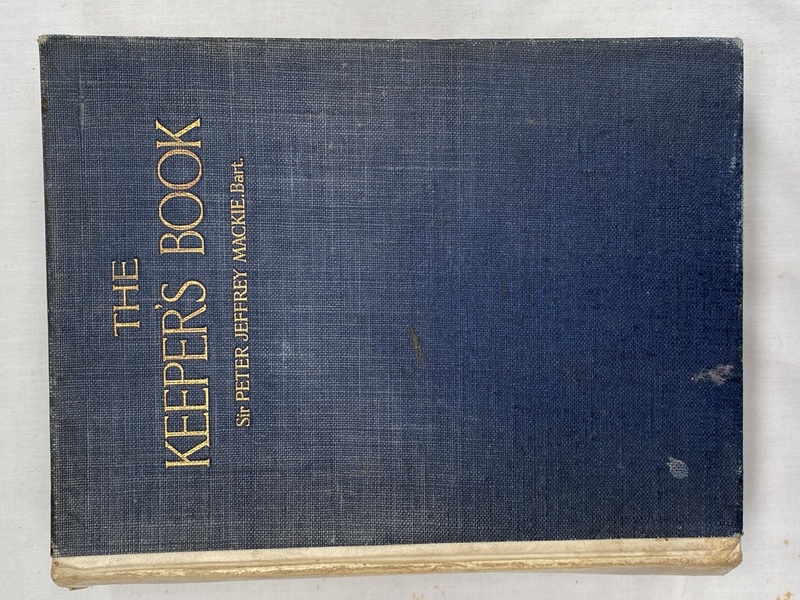 THE
KEEPER'S BOOK
Sir PETER JEFFREY MACKIE. Bart.